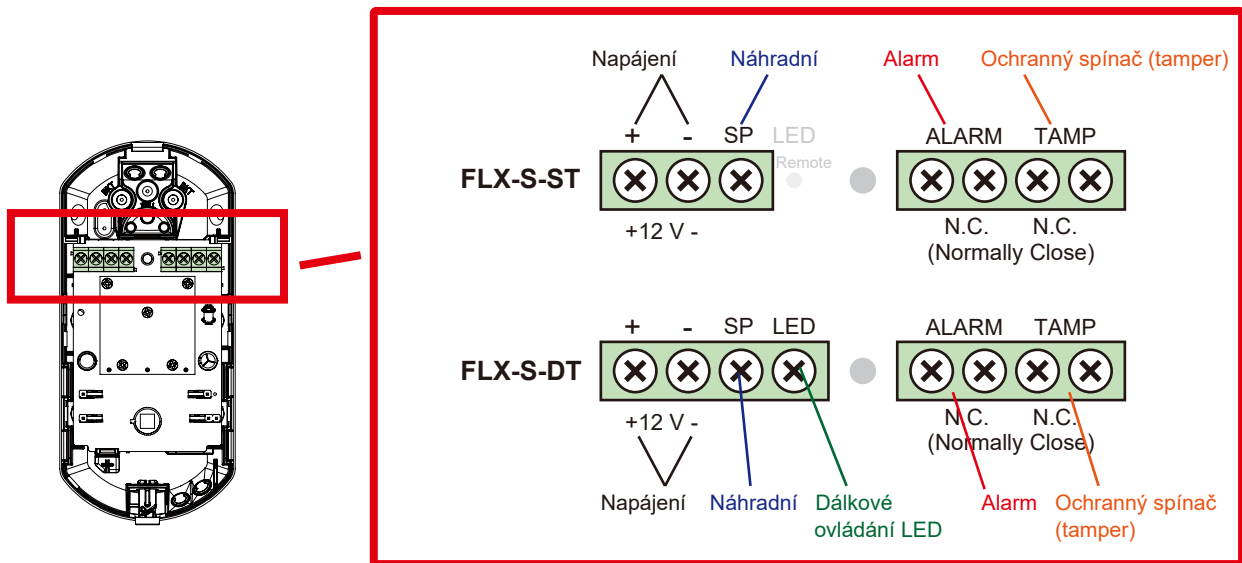 Napájení Náhradní Alarm Ochranný spínač (tamper)
+ - SP LED ALARM TAMP
Remote
FLX-S-ST
+12 V - N.C. N.C.
(Normally Close)
+ - SP LED ALARM TAMP
FLX-S-DT
+12 V - N.C. N.C.
(Normally Close)
Napájení Náhradní Dálkové
ovládání LED
Alarm Ochranný spínač
(tamper)